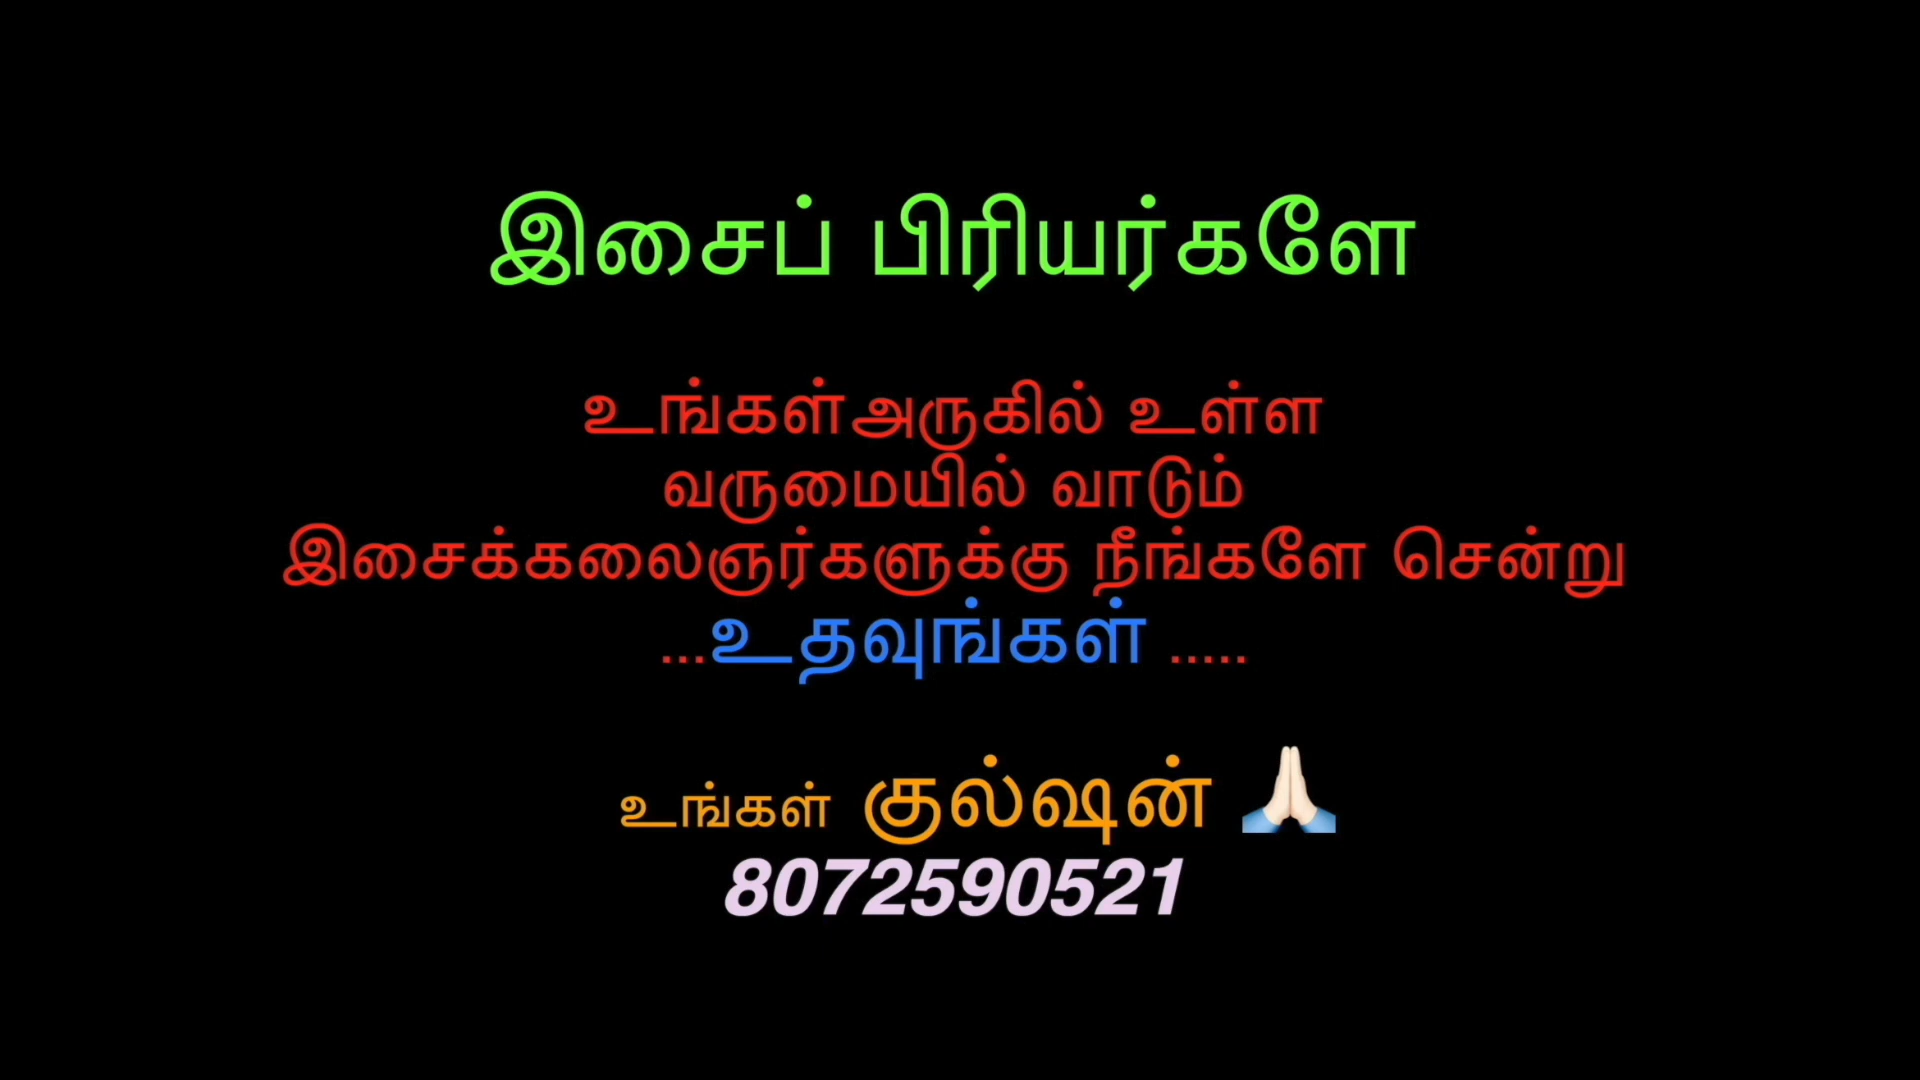 இசைப் பிரியர்களே
உங்கள்அருகில் உள்ள
வருமையில் வாடும்
இசைக்கலைஞர்களுக்கு நீங்களே சென்று
...உதவுங்கள் .....
உங்கள் குல்ஷன் 🙏🏻
8072590521